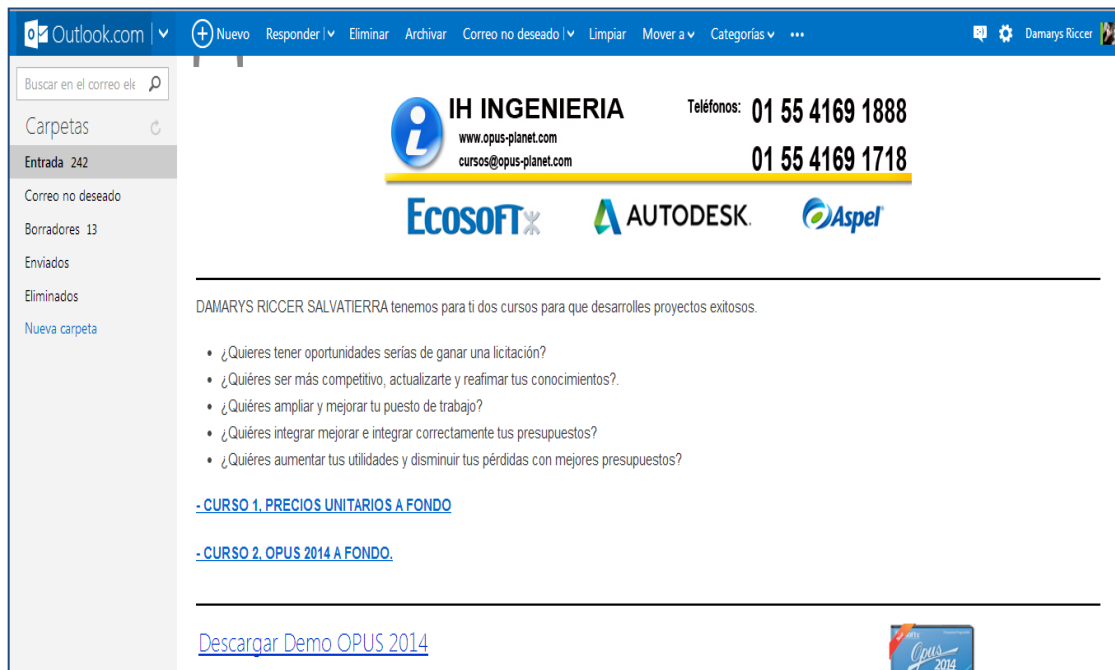 Outlook.com
Nuevo Responder Eliminar Archivar Correo no deseado Limpiar Mover a Categorías ••• Damarys Riccer
Buscar en el correo ele
Carpetas
Entrada 242
Correo no deseado
Borradores 13
Enviados
Eliminados
Nueva carpeta
IH INGENIERIA
www.opus-planet.com
cursos@opus-planet.com
Teléfonos: 01 55 4169 1888
01 55 4169 1718
ECOSOFT AUTODESK. Aspel
DAMARYS RICCER SALVATIERRA tenemos para ti dos cursos para que desarrolles proyectos exitosos.
• ¿Quieres tener oportunidades serías de ganar una licitación?
• ¿Quiéres ser más competitivo, actualizarte y reafimar tus conocimientos?.
• ¿Quiéres ampliar y mejorar tu puesto de trabajo?
• ¿Quiéres integrar mejorar e integrar correctamente tus presupuestos?
• ¿Quiéres aumentar tus utilidades y disminuir tus pérdidas con mejores presupuestos?
- CURSO 1, PRECIOS UNITARIOS A FONDO
- CURSO 2, OPUS 2014 A FONDO.
Descargar Demo OPUS 2014
Opus
2014